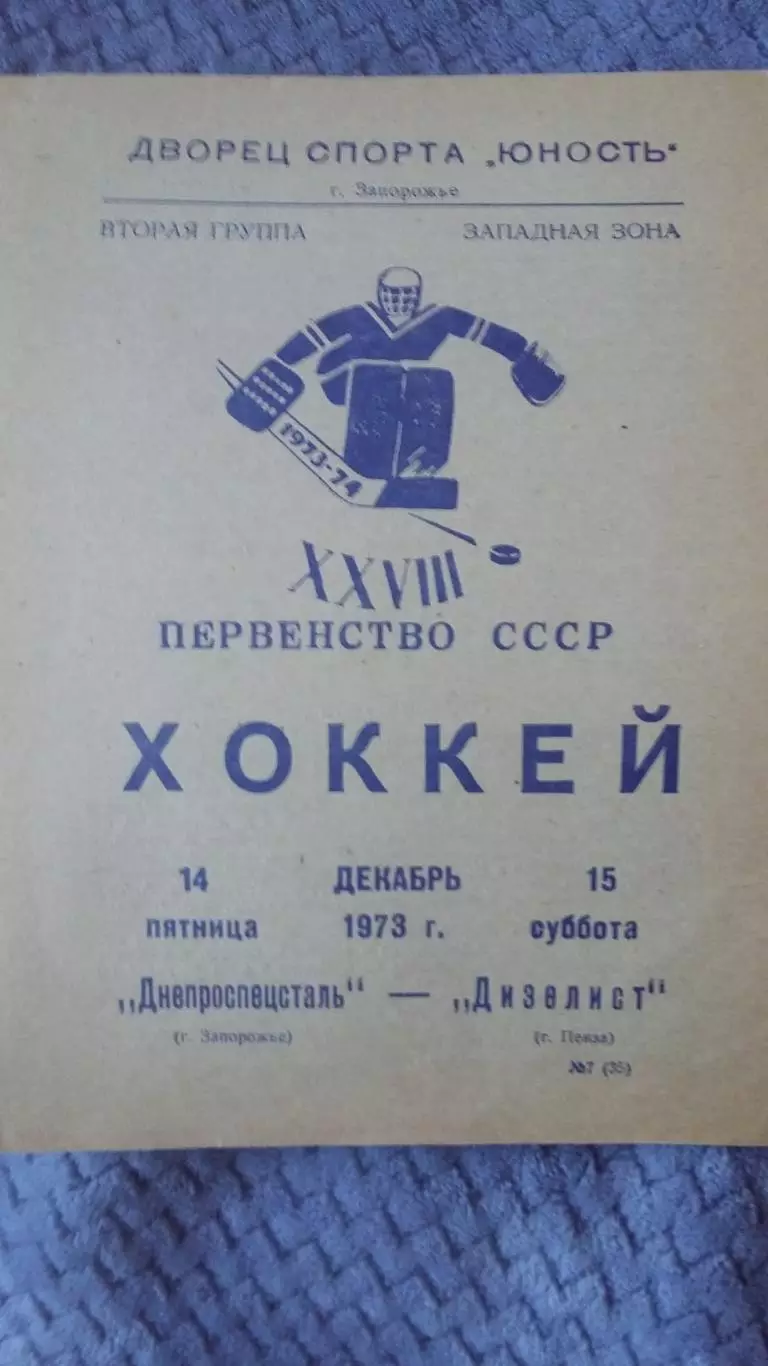 ДВОРЕЦ СПОРТА „ЮНОСТЬ"
г. Запорожье
ВТОРАЯ ГРУППА ЗАПАДНАЯ ЗОНА
1973-74
XXVIII
ПЕРВЕНСТВО СССР
ХОККЕЙ
14 ДЕКАБРЬ 15
пятница 1973 г. суббота
„Днепроспецсталь" — „Дизелист"
(г. Запорожье) (г. Пенза)
№7 (35)